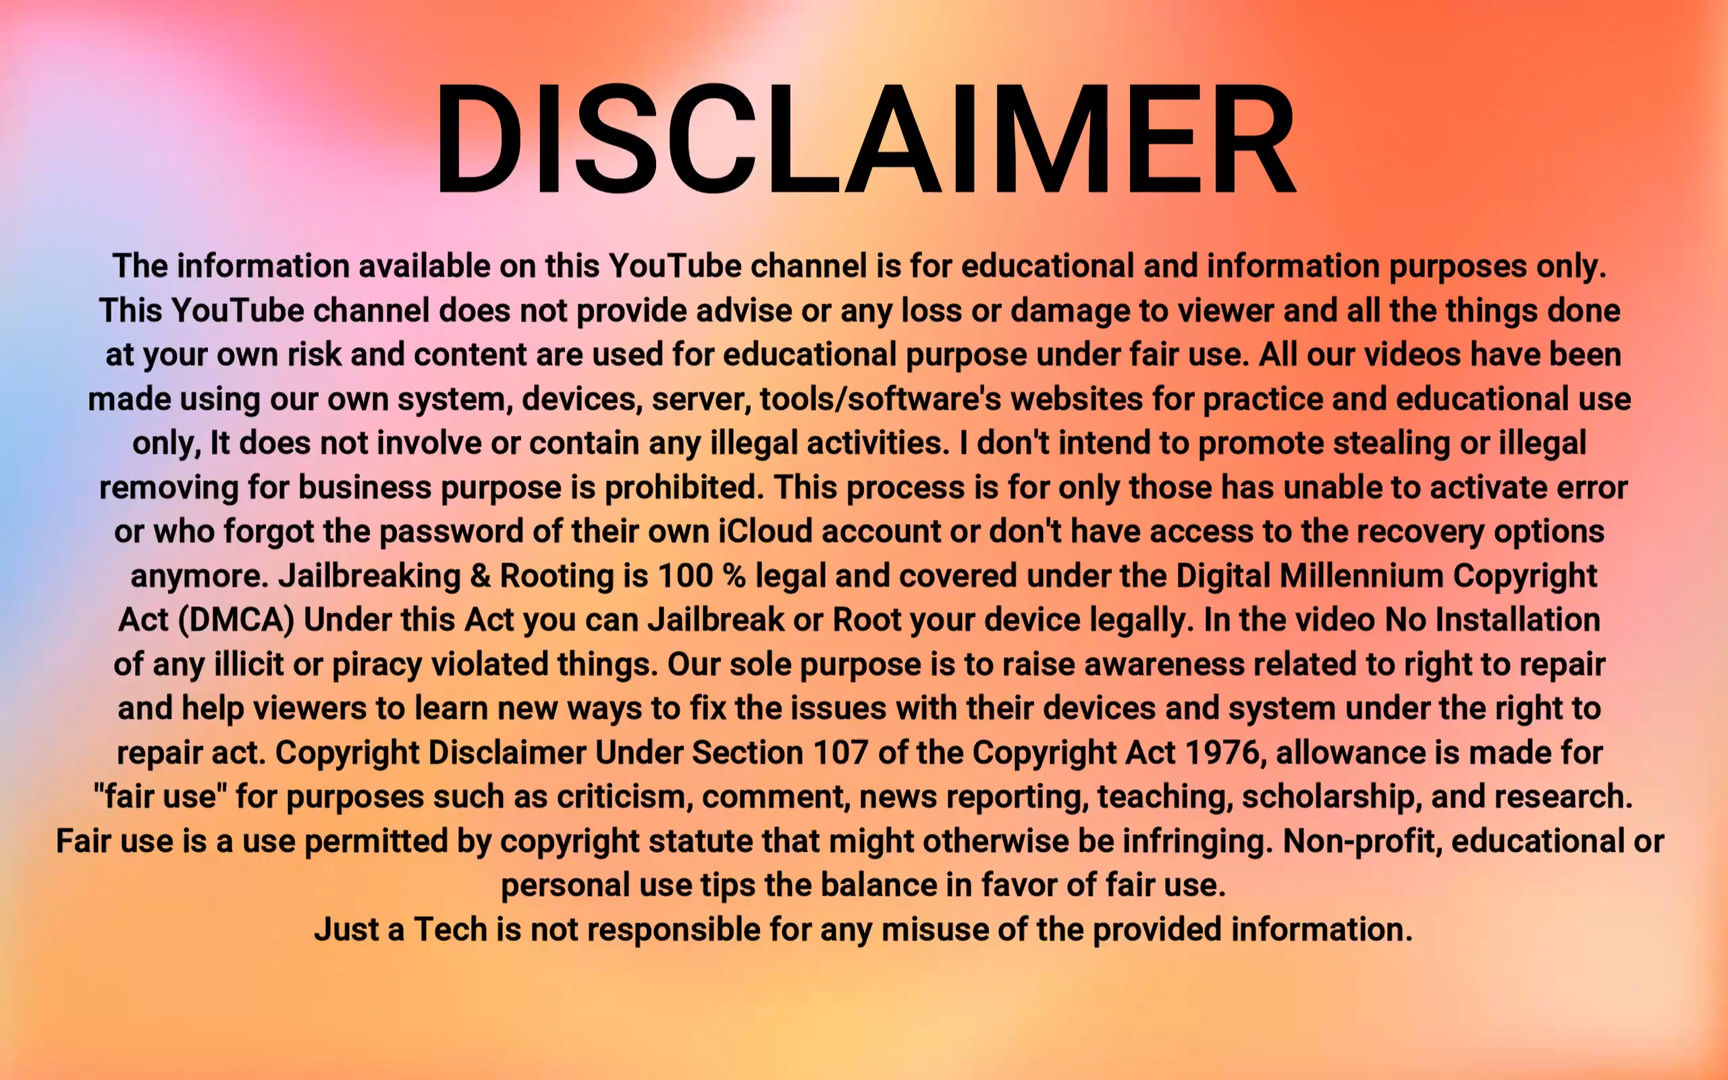 DISCLAIMER
The information available on this YouTube channel is for educational and information purposes only.
This YouTube channel does not provide advise or any loss or damage to viewer and all the things done
at your own risk and content are used for educational purpose under fair use. All our videos have been
made using our own system, devices, server, tools/software's websites for practice and educational use
only, It does not involve or contain any illegal activities. I don't intend to promote stealing or illegal
removing for business purpose is prohibited. This process is for only those has unable to activate error
or who forgot the password of their own iCloud account or don't have access to the recovery options
anymore. Jailbreaking & Rooting is 100 % legal and covered under the Digital Millennium Copyright
Act (DMCA) Under this Act you can Jailbreak or Root your device legally. In the video No Installation
of any illicit or piracy violated things. Our sole purpose is to raise awareness related to right to repair
and help viewers to learn new ways to fix the issues with their devices and system under the right to
repair act. Copyright Disclaimer Under Section 107 of the Copyright Act 1976, allowance is made for
"fair use" for purposes such as criticism, comment, news reporting, teaching, scholarship, and research.
Fair use is a use permitted by copyright statute that might otherwise be infringing. Non-profit, educational or
personal use tips the balance in favor of fair use.
Just a Tech is not responsible for any misuse of the provided information.